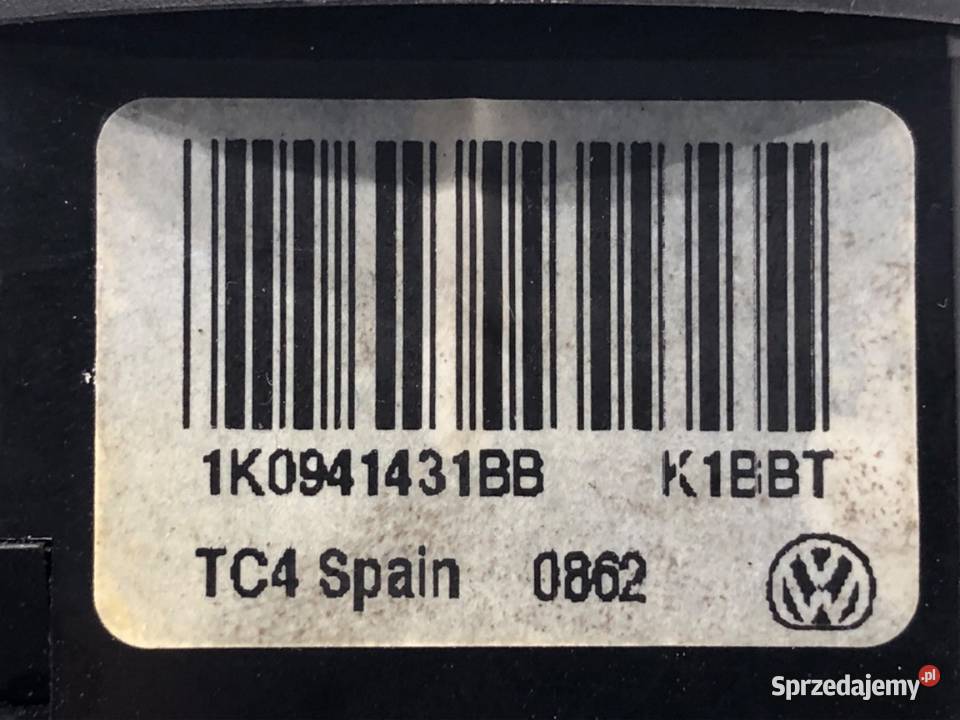 1K0941431BB K1BBT
TC4 Spain 0862
Sprzedajemy.pl